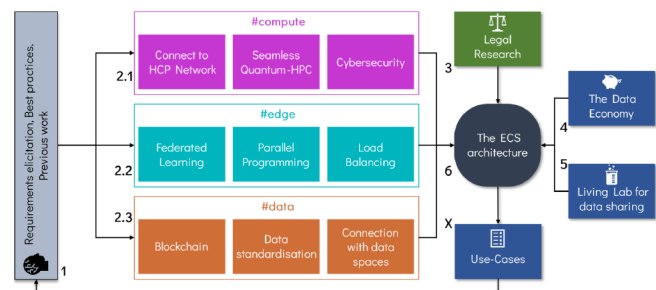 Requirements elicitation, Best practices,
Previous work
1
#compute
2.1
Connect to
HCP Network
Seamless
Quantum-HPC
Cybersecurity
#edge
2.2
Federated
Learning
Parallel
Programming
Load
Balancing
#data
2.3
Blockchain
Data
standardisation
Connection
with data
spaces
3
Legal
Research
The ECS
architecture
6
X
Use-Cases
The Data
Economy
4
5
Living Lab for
data sharing